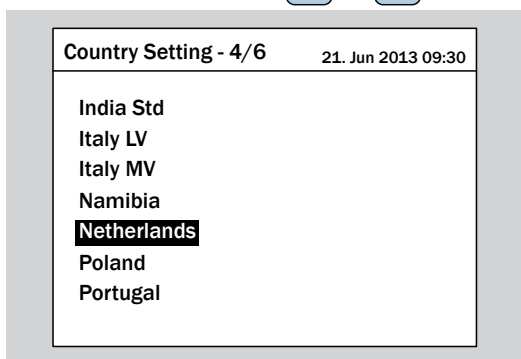 Country Setting - 4/6 21. Jun 2013 09:30
India Std
Italy LV
Italy MV
Namibia
Netherlands
Poland
Portugal